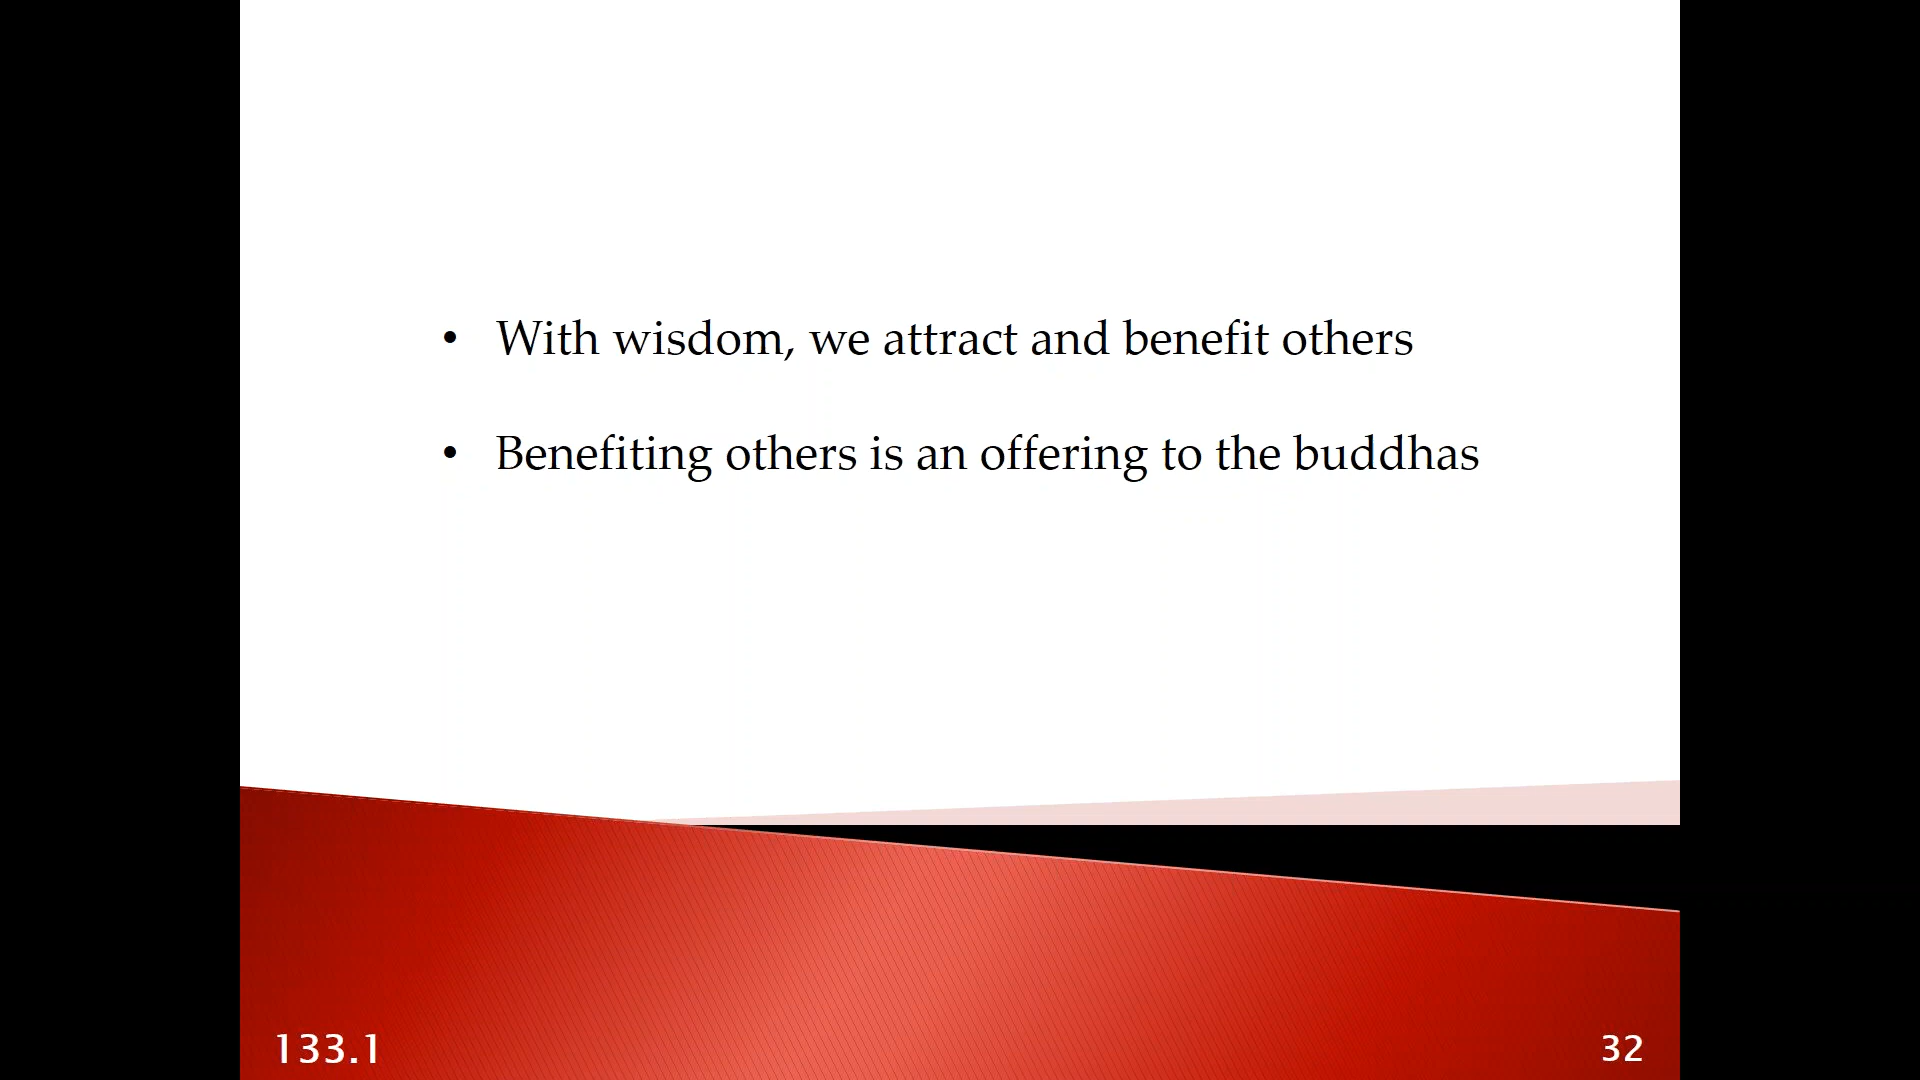 • With wisdom, we attract and benefit others
• Benefiting others is an offering to the buddhas
133.1
32